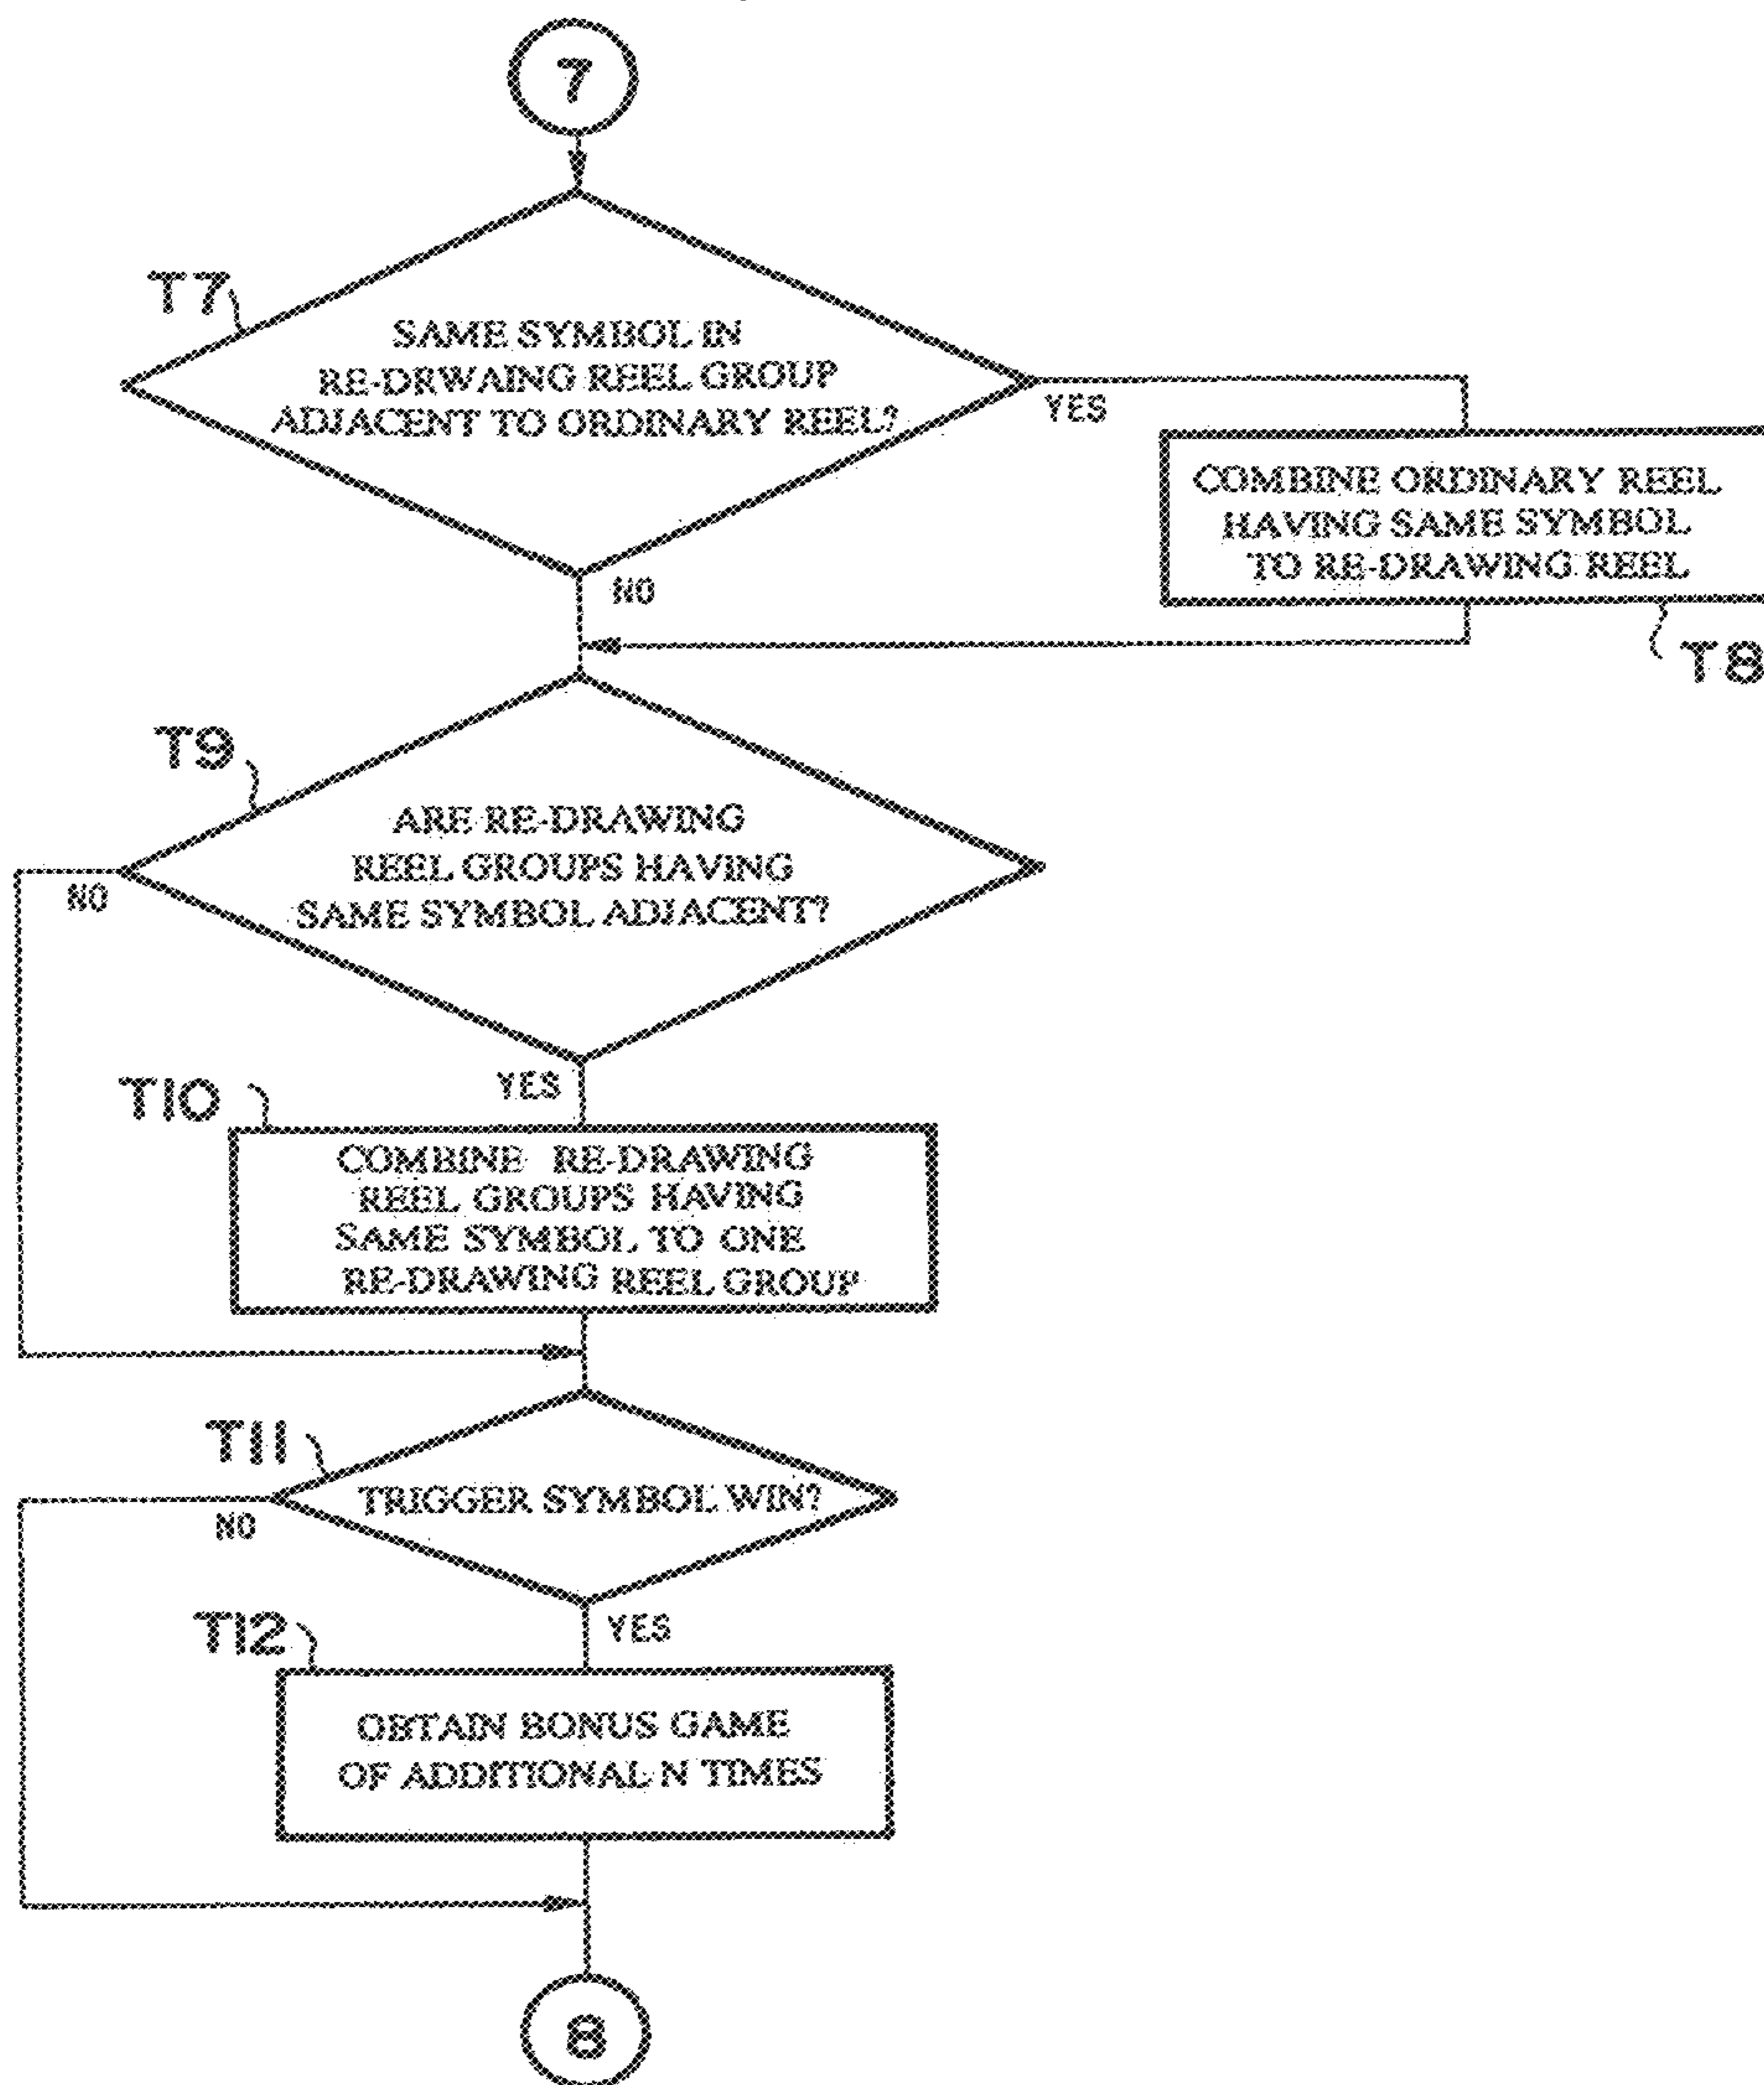 7
T7
SAME SYMBOL IN
RE-DRWAING REEL GROUP
ADJACENT TO ORDINARY REEL?
YES
COMBINE ORDINARY REEL
HAVING SAME SYMBOL
TO RE-DRAWING REEL
NO
T8
T9
ARE RE-DRAWING
REEL GROUPS HAVING
SAME SYMBOL ADJACENT?
NO
YES
T10
COMBINE RE-DRAWING
REEL GROUPS HAVING
SAME SYMBOL TO ONE
RE-DRAWING REEL GROUP
T11
TRIGGER SYMBOL WIN?
NO
YES
T12
OBTAIN BONUS GAME
OF ADDITIONAL N TIMES
8